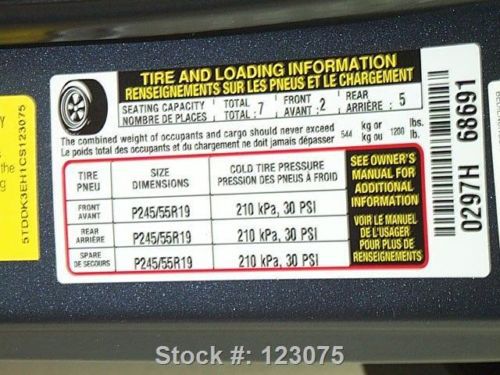 TIRE AND LOADING INFORMATION
RENSEIGNEMENTS SUR LES PNEUS ET LE CHARGEMENT
SEATING CAPACITY TOTAL : 7 FRONT : 2 REAR : 5
NOMBRE DE PLACES TOTAL AVANT ARRIÈRE
The combined weight of occupants and cargo should never exceed 544 kg or 1200 lbs.
Le poids total des occupants et du chargement ne doit jamais dépasser kg ou lb.
TIRE SIZE COLD TIRE PRESSURE
PNEU DIMENSIONS PRESSION DES PNEUS À FROID
FRONT
AVANT P245/55R19 210 kPa, 30 PSI
REAR
ARRIÈRE P245/55R19 210 kPa, 30 PSI
SPARE
DE SECOURS P245/55R19 210 kPa, 30 PSI
SEE OWNER'S
MANUAL FOR
ADDITIONAL
INFORMATION
VOIR LE MANUEL
DE L'USAGER
POUR PLUS DE
RENSEIGNEMENTS
0297H 68691
5TDDK3EH1CS123075
Stock #: 123075